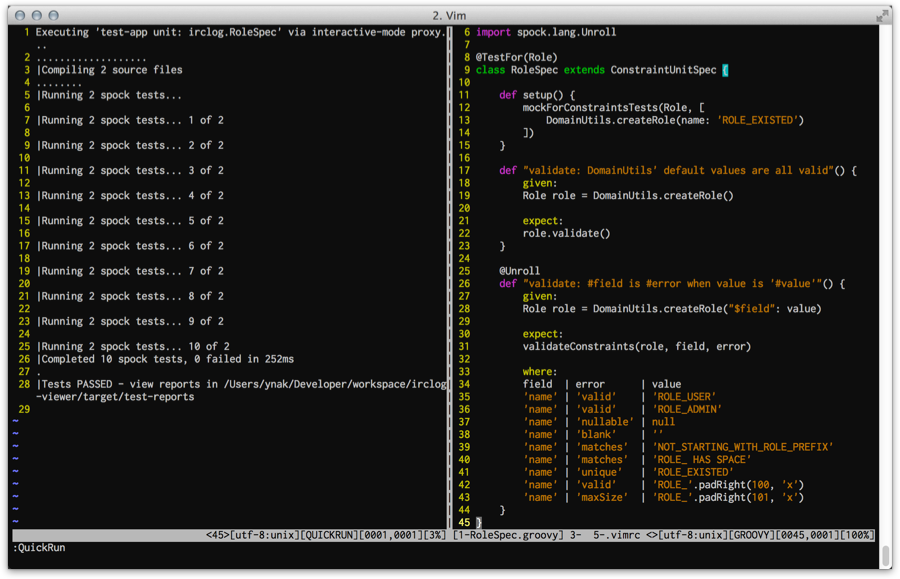 2. Vim
1 Executing 'test-app unit: irclog.RoleSpec' via interactive-mode proxy.
..
2 ..................
3 |Compiling 2 source files
4 ........
5 |Running 2 spock tests...
6
7 |Running 2 spock tests... 1 of 2
8
9 |Running 2 spock tests... 2 of 2
10
11 |Running 2 spock tests... 3 of 2
12
13 |Running 2 spock tests... 4 of 2
14
15 |Running 2 spock tests... 5 of 2
16
17 |Running 2 spock tests... 6 of 2
18
19 |Running 2 spock tests... 7 of 2
20
21 |Running 2 spock tests... 8 of 2
22
23 |Running 2 spock tests... 9 of 2
24
25 |Running 2 spock tests... 10 of 2
26 |Completed 10 spock tests, 0 failed in 252ms
27 .
28 |Tests PASSED - view reports in /Users/ynak/Developer/workspace/irclog
-viewer/target/test-reports
29
~
~
~
~
~
~
~
~
~
6 import spock.lang.Unroll
7
8 @TestFor(Role)
9 class RoleSpec extends ConstraintUnitSpec {
10
11     def setup() {
12         mockForConstraintsTests(Role, [
13             DomainUtils.createRole(name: 'ROLE_EXISTED')
14         ])
15     }
16
17     def "validate: DomainUtils' default values are all valid"() {
18         given:
19         Role role = DomainUtils.createRole()
20
21         expect:
22         role.validate()
23     }
24
25     @Unroll
26     def "validate: #field is #error when value is '#value'"() {
27         given:
28         Role role = DomainUtils.createRole("$field": value)
29
30         expect:
31         validateConstraints(role, field, error)
32
33         where:
34         field  | error      | value
35         'name' | 'valid'    | 'ROLE_USER'
36         'name' | 'valid'    | 'ROLE_ADMIN'
37         'name' | 'nullable' | null
38         'name' | 'blank'    | ''
39         'name' | 'matches'  | 'NOT_STARTING_WITH_ROLE_PREFIX'
40         'name' | 'matches'  | 'ROLE_ HAS SPACE'
41         'name' | 'unique'   | 'ROLE_EXISTED'
42         'name' | 'valid'    | 'ROLE_'.padRight(100, 'x')
43         'name' | 'maxSize'  | 'ROLE_'.padRight(101, 'x')
44     }
45 }
<45>[utf-8:unix][QUICKRUN][0001,0001][3%] [1-RoleSpec.groovy] 3-  5-.vimrc <>[utf-8:unix][GROOVY][0045,0001][100%]
:QuickRun